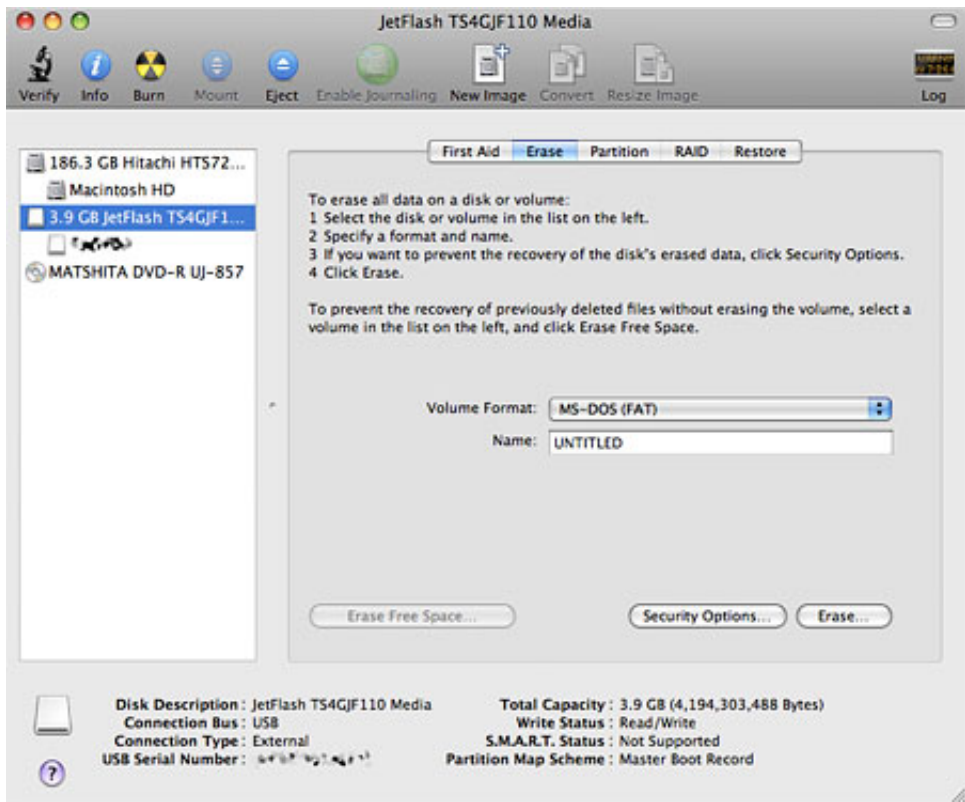 JetFlash TS4GJF110 Media
Verify Info Burn Mount Eject Enable Journaling New Image Convert Resize Image Log
186.3 GB Hitachi HTS72...
Macintosh HD
3.9 GB JetFlash TS4GJF1...
MATSHITA DVD-R UJ-857
First Aid Erase Partition RAID Restore
To erase all data on a disk or volume:
1 Select the disk or volume in the list on the left.
2 Specify a format and name.
3 If you want to prevent the recovery of the disk's erased data, click Security Options.
4 Click Erase.
To prevent the recovery of previously deleted files without erasing the volume, select a
volume in the list on the left, and click Erase Free Space.
Volume Format: MS-DOS (FAT)
Name: UNTITLED
Erase Free Space... Security Options... Erase...
Disk Description : JetFlash TS4GJF110 Media
Connection Bus : USB
Connection Type : External
USB Serial Number :
Total Capacity : 3.9 GB (4,194,303,488 Bytes)
Write Status : Read/Write
S.M.A.R.T. Status : Not Supported
Partition Map Scheme : Master Boot Record
?